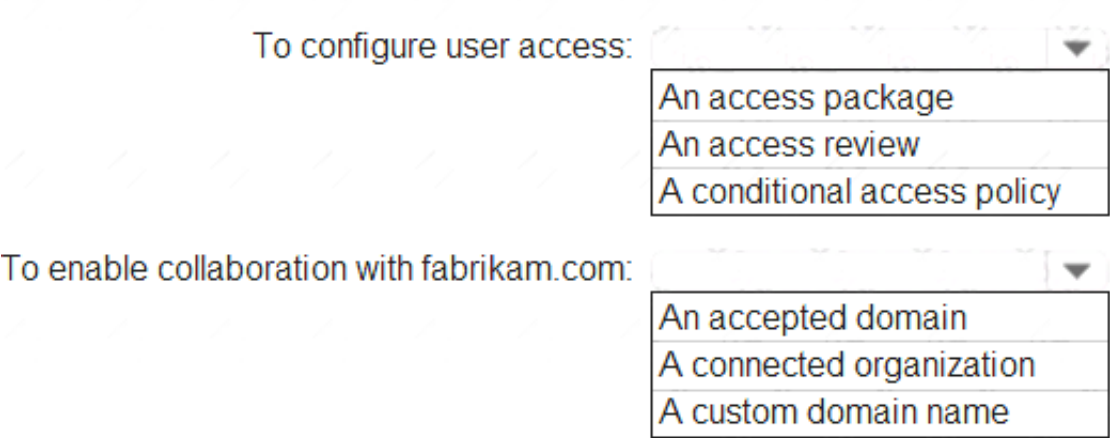 To configure user access:
An access package
An access review
A conditional access policy
To enable collaboration with fabrikam.com:
An accepted domain
A connected organization
A custom domain name